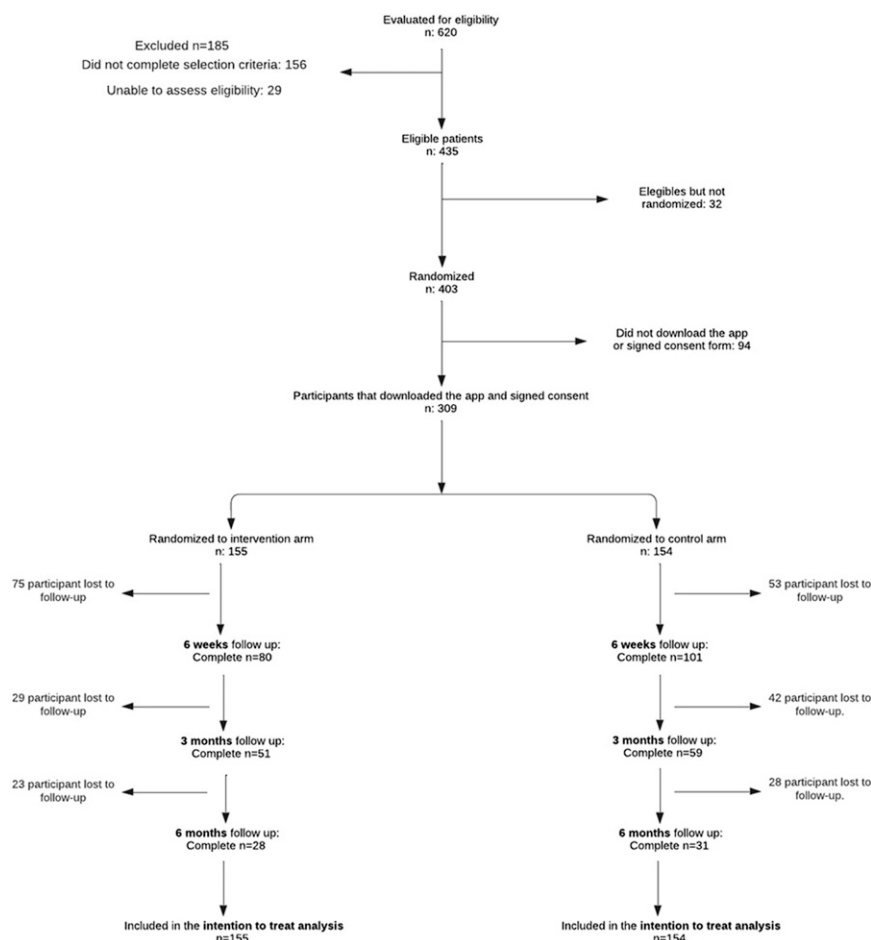 Evaluated for eligibility
n: 620
Excluded n=185
Did not complete selection criteria: 156
Unable to assess eligibility: 29
Eligible patients
n: 435
Elegibles but not
randomized: 32
Randomized
n: 403
Did not download the app
or signed consent form: 94
Participants that downloaded the app and signed consent
n: 309
Randomized to intervention arm
n: 155
Randomized to control arm
n: 154
75 participant lost to
follow-up
53 participant lost to
follow-up
6 weeks follow up:
Complete n=80
6 weeks follow up:
Complete n=101
29 participant lost to
follow-up
42 participant lost to
follow-up.
3 months follow up:
Complete n=51
3 months follow up:
Complete n=59
23 participant lost to
follow-up
28 participant lost to
follow-up.
6 months follow up:
Complete n=28
6 months follow up:
Complete n=31
Included in the intention to treat analysis
n=155
Included in the intention to treat analysis
n=154